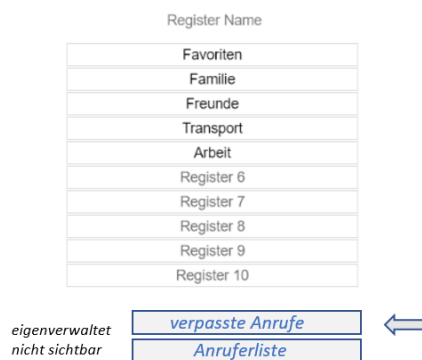 Register Name
Favoriten
Familie
Freunde
Transport
Arbeit
Register 6
Register 7
Register 8
Register 9
Register 10
eigenverwaltet
nicht sichtbar
verpasste Anrufe
Anruferliste